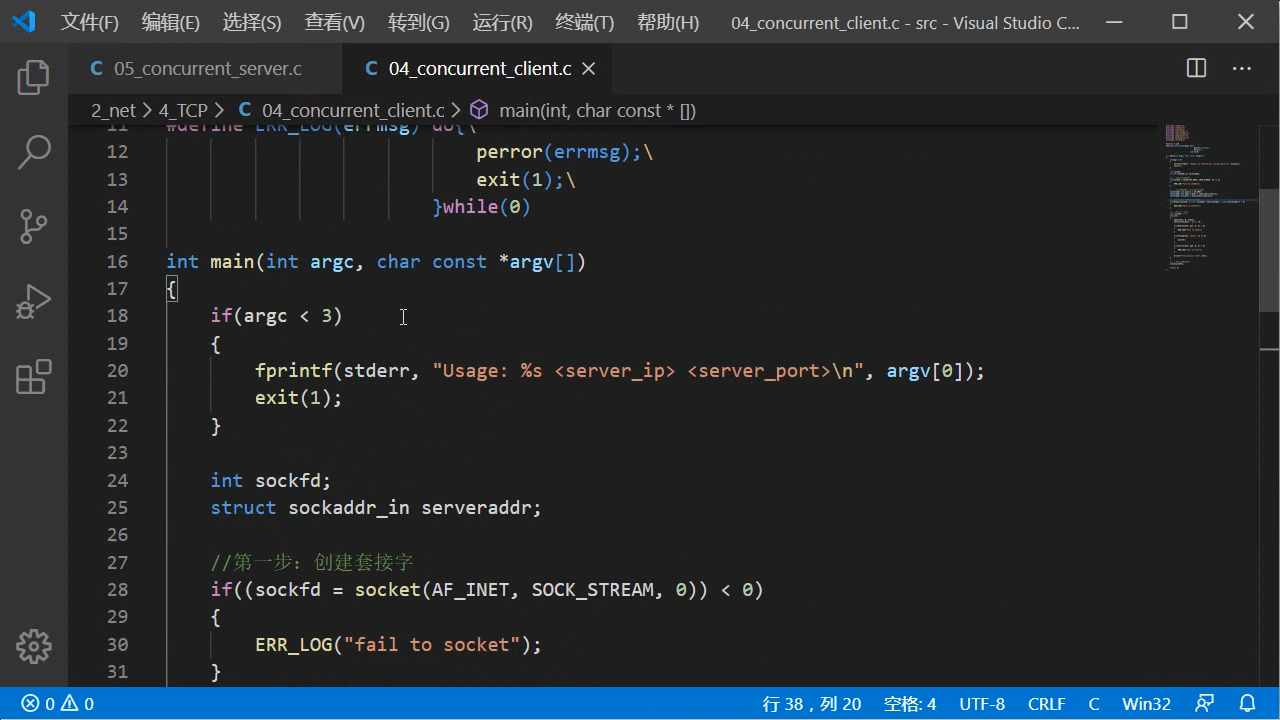 文件(F) 编辑(E) 选择(S) 查看(V) 转到(G) 运行(R) 终端(T) 帮助(H) 04_concurrent_client.c - src - Visual Studio C...
C 05_concurrent_server.c C 04_concurrent_client.c
2_net > 4_TCP > C 04_concurrent_client.c > main(int, char const * [])
11 #define ERR_LOG(errmsg) do{\
12 perror(errmsg);\
13 exit(1);\
14 }while(0)
15
16 int main(int argc, char const *argv[])
17 {
18 if(argc < 3)
19 {
20 fprintf(stderr, "Usage: %s <server_ip> <server_port>\n", argv[0]);
21 exit(1);
22 }
23
24 int sockfd;
25 struct sockaddr_in serveraddr;
26
27 //第一步：创建套接字
28 if((sockfd = socket(AF_INET, SOCK_STREAM, 0)) < 0)
29 {
30 ERR_LOG("fail to socket");
31 }
0 0 行 38，列 20 空格: 4 UTF-8 CRLF C Win32